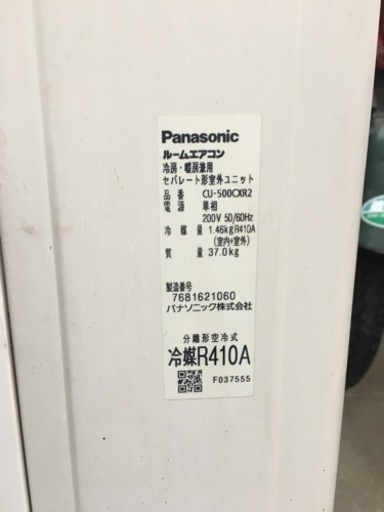 Panasonic
ルームエアコン
冷房・暖房兼用
セパレート形室外ユニット
品番 CU-500CXR2
電源 単相
200V 50/60Hz
冷媒量 1.46kg R410A
(室内+室外)
質量 37.0kg
製造番号
7681621060
パナソニック株式会社
分離形空冷式
冷媒R410A
F037555